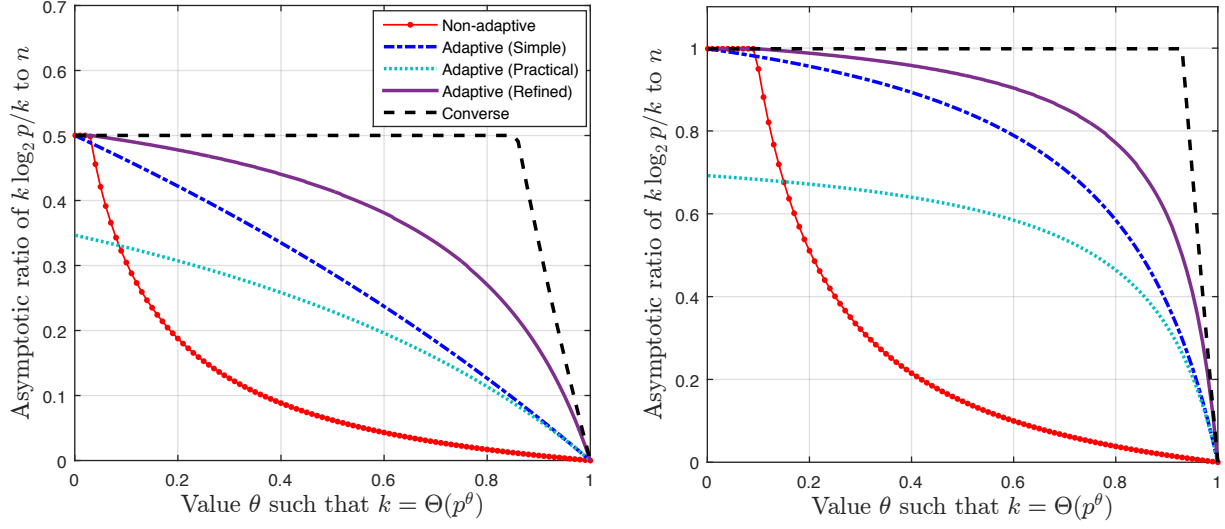 Asymptotic ratio of k log₂ p/k to n
0.7
0.6
0.5
0.4
0.3
0.2
0.1
0
Non-adaptive
Adaptive (Simple)
Adaptive (Practical)
Adaptive (Refined)
Converse
0 0.2 0.4 0.6 0.8 1
Value θ such that k = Θ(p^θ)
Asymptotic ratio of k log₂ p/k to n
1
0.8
0.6
0.4
0.2
0
0 0.2 0.4 0.6 0.8 1
Value θ such that k = Θ(p^θ)